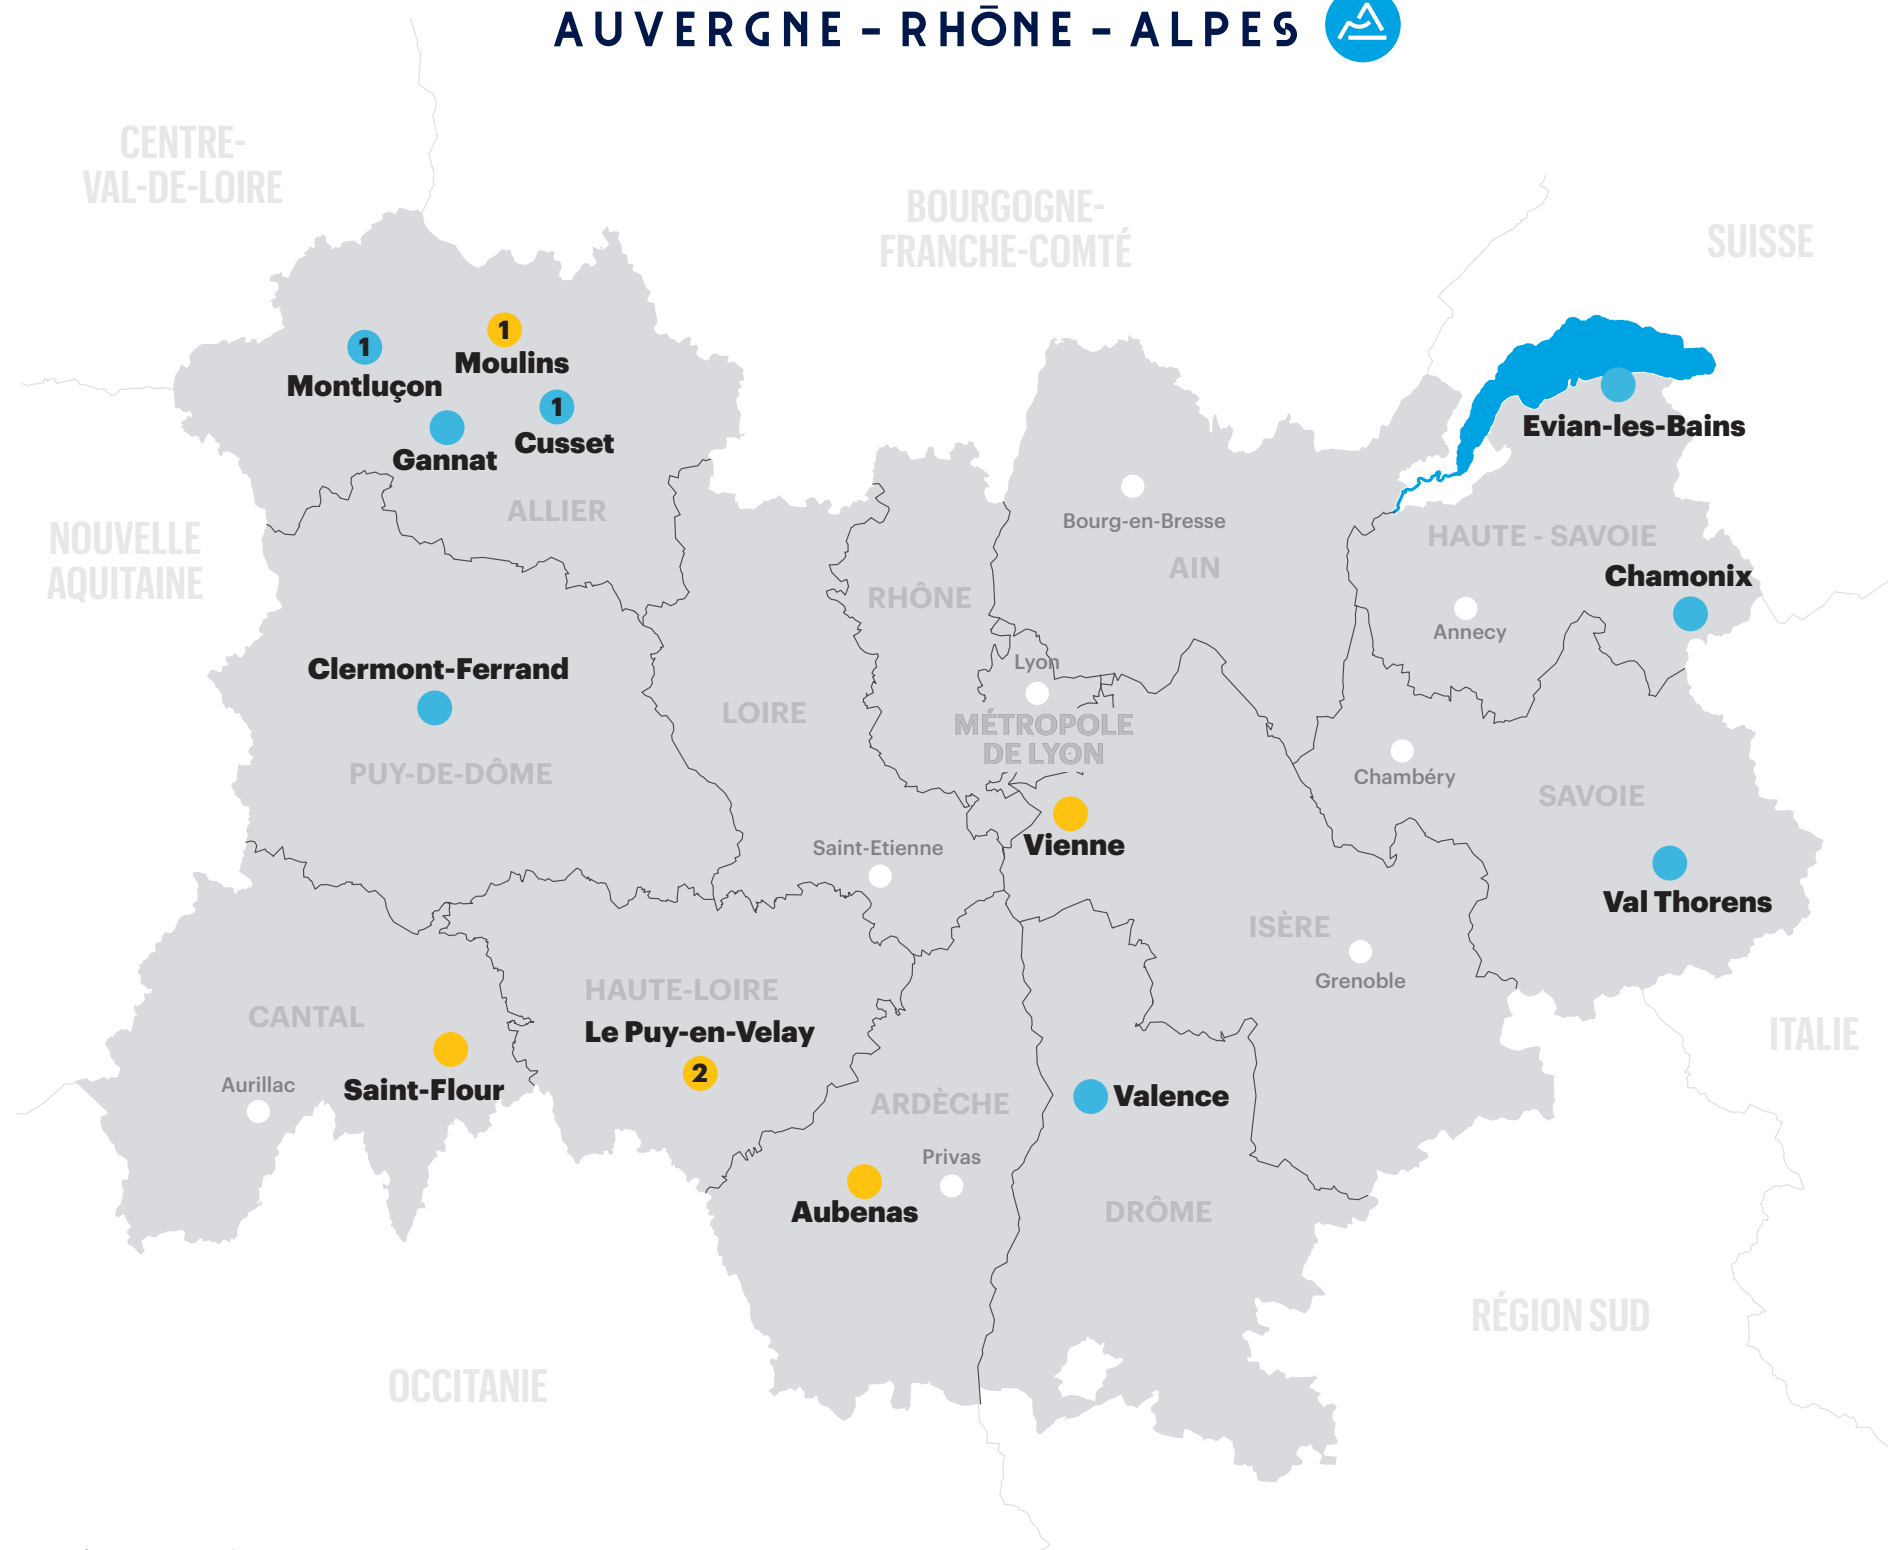 AUVERGNE – RHÔNE – ALPES
CENTRE-
VAL-DE-LOIRE
BOURGOGNE-
FRANCHE-COMTÉ
SUISSE
1
Moulins
1
Montluçon
1
Cusset
Gannat
ALLIER
Evian-les-Bains
NOUVELLE
AQUITAINE
Bourg-en-Bresse
AIN
HAUTE - SAVOIE
Chamonix
Annecy
RHÔNE
Clermont-Ferrand
PUY-DE-DÔME
LOIRE
Lyon
MÉTROPOLE
DE LYON
Chambéry
SAVOIE
Vienne
Saint-Etienne
Val Thorens
ISÈRE
Grenoble
HAUTE-LOIRE
Le Puy-en-Velay
2
CANTAL
Saint-Flour
Aurillac
ITALIE
ARDÈCHE
Valence
Privas
Aubenas
DRÔME
RÉGION SUD
OCCITANIE